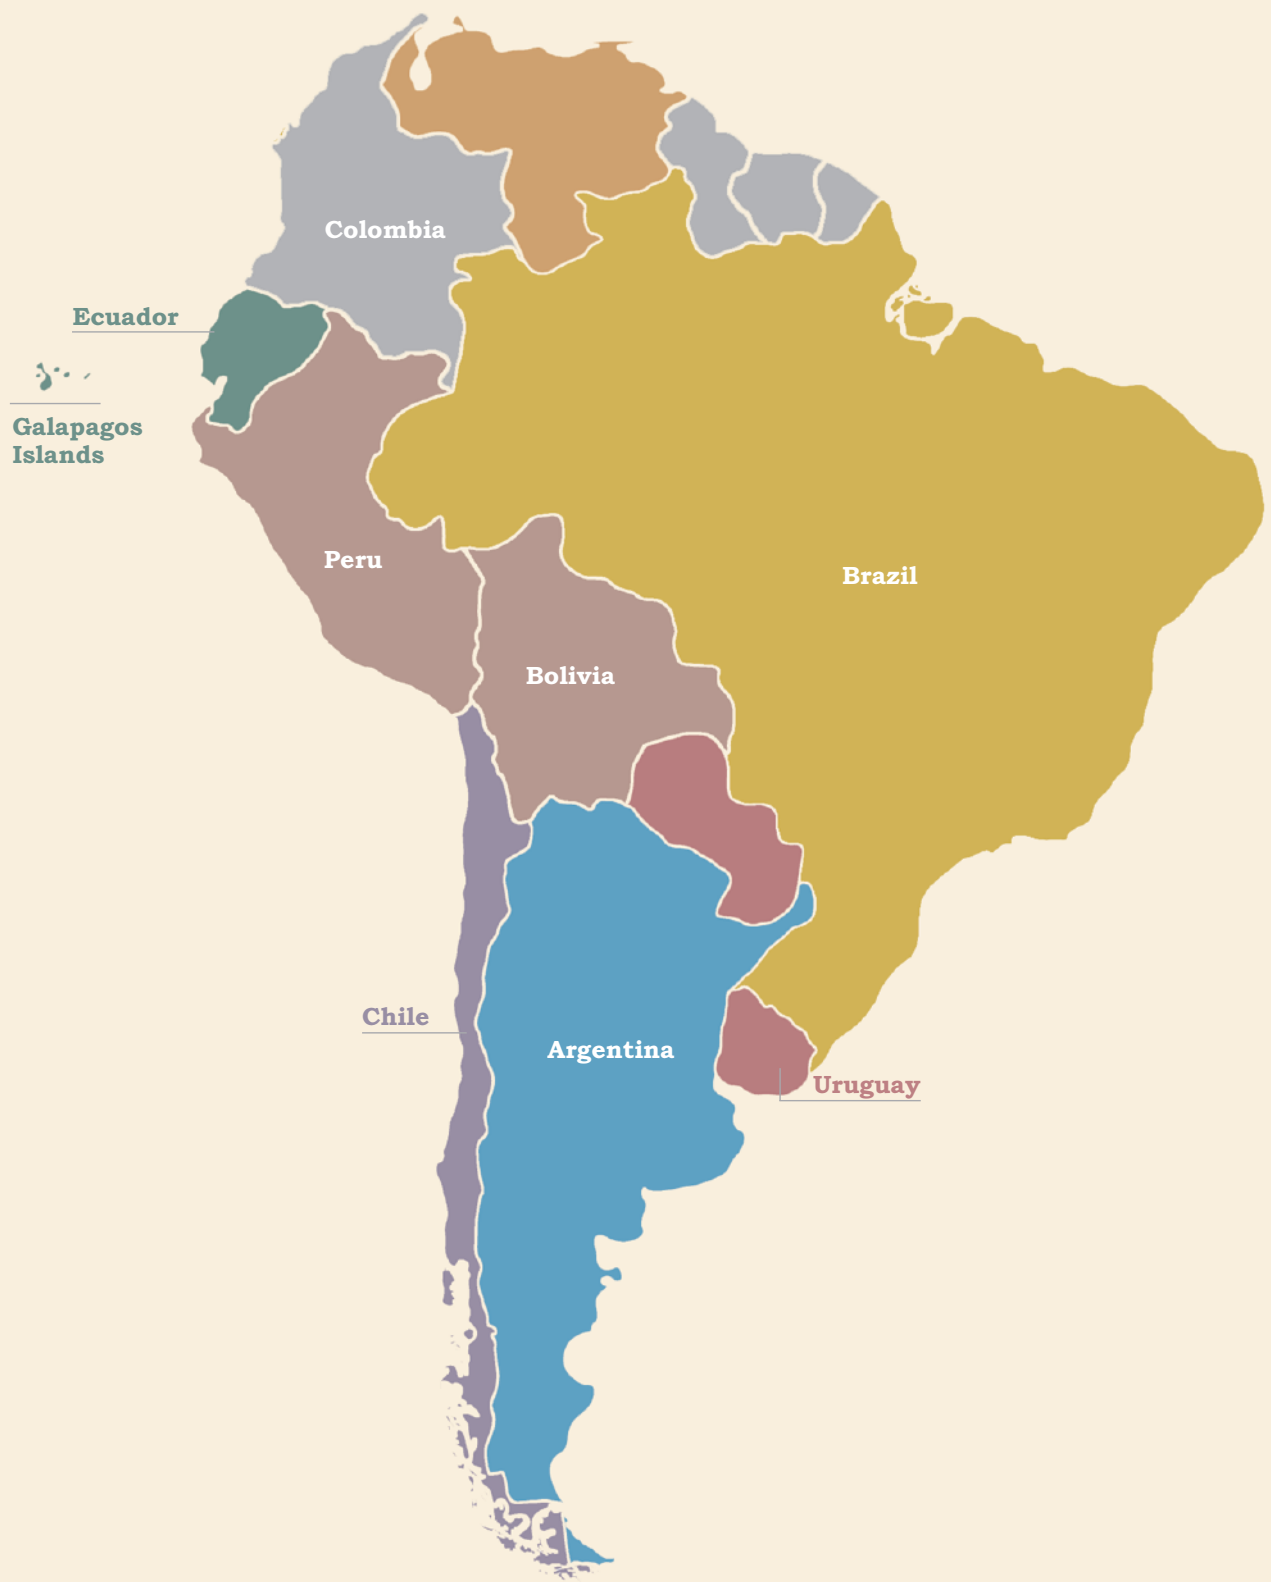 Colombia
Ecuador
Galapagos
Islands
Peru
Brazil
Bolivia
Chile
Argentina
Uruguay